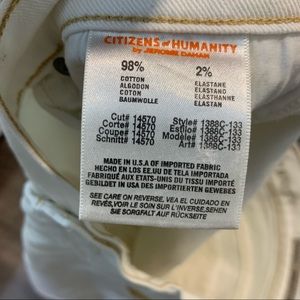 CITIZENS of HUMANITY
by JEROME DAHAN
98% 2%
COTTON ELASTANE
ALGODON ELASTANO
COTON ELASTHANNE
BAUMWOLLE ELASTAN
Cut# 14570 Style# 1388C-133
Corte# 14570 Estilo# 1388C-133
Coupe# 14570 Modèle# 1388C-133
Schnitt# 14570 Art# 1388C-133
MADE IN U.S.A OF IMPORTED FABRIC
HECHO EN LOS EE.UU DE TELA IMPORTADA
FABRIQUE AUX ETATS-UNIS DU TISSU IMPORTÉ
GEBILDET IN USA DES IMPORTIERTEN GEWEBES
SEE CARE ON REVERSE, VEA EL CUIDADO EN
REVÉS, VOIR LE SOIN SUR L'INVERSE, SEHEN
SIE SORGFALT AUF RÜCKSEITE